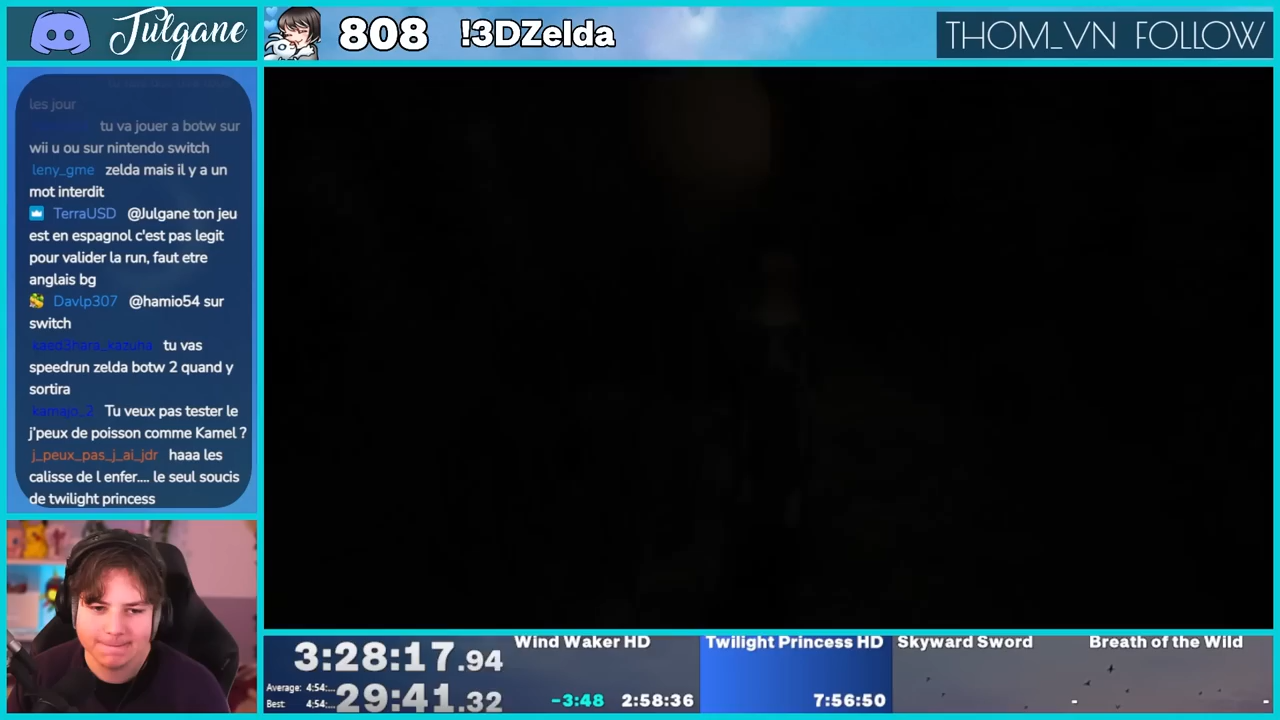 Julgane
808
!3DZelda
THOM_VN FOLLOW
les jour
tu va jouer a botw sur
wii u ou sur nintendo switch
leny_gme zelda mais il y a un
mot interdit
TerraUSD @Julgane ton jeu
est en espagnol c'est pas legit
pour valider la run, faut etre
anglais bg
Davlp307 @hamio54 sur
switch
kaed3hara_kazuha tu vas
speedrun zelda botw 2 quand y
sortira
kamajo_2 Tu veux pas tester le
j'peux de poisson comme Kamel ?
j_peux_pas_j_ai_jdr haaa les
calisse de l enfer.... le seul soucis
de twilight princess
3:28:17.94
Average: 4:54:...
Best: 4:54:...
29:41.32
Wind Waker HD
-3:48 2:58:36
Twilight Princess HD
7:56:50
Skyward Sword
-
Breath of the Wild
-